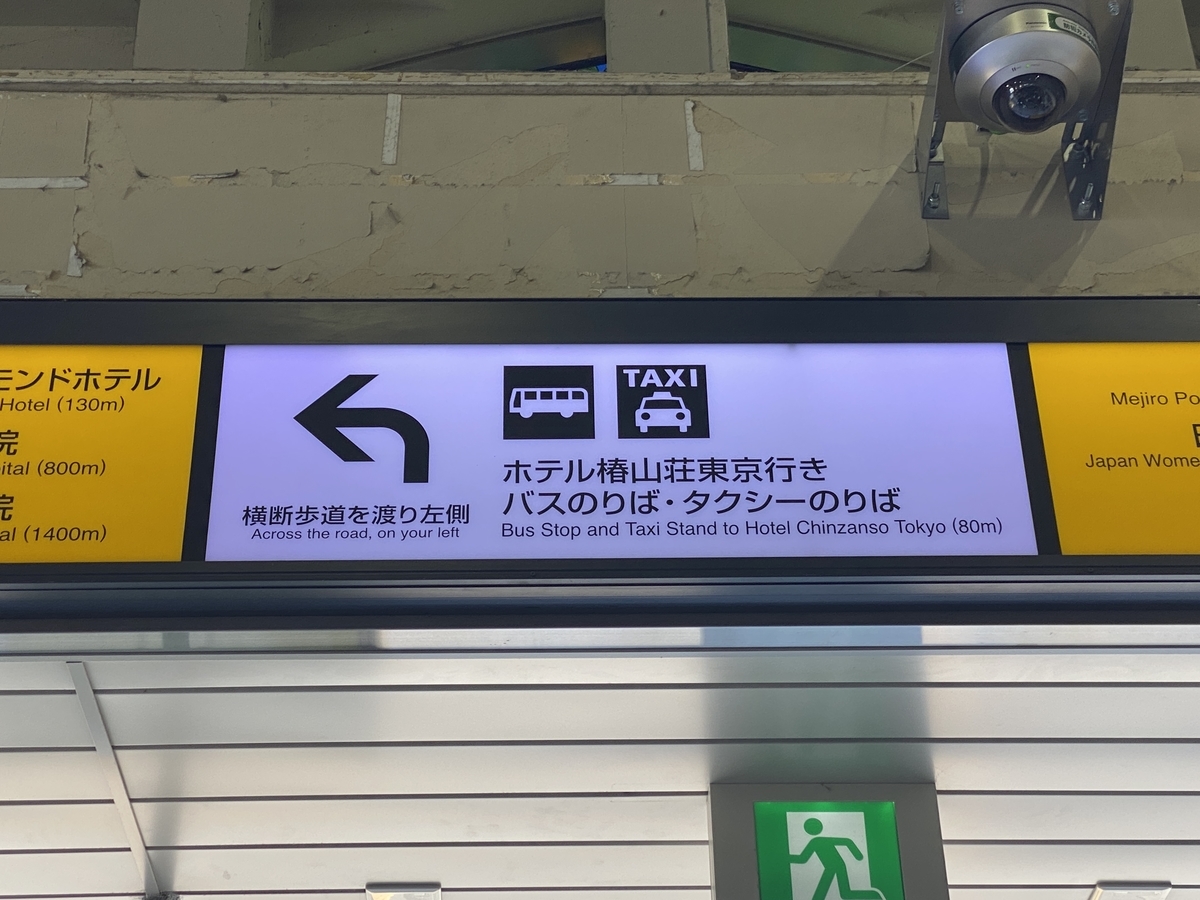 モンドホテル
Hotel (130m)
院
ital (800m)
院
al (1400m)
横断歩道を渡り左側
Across the road, on your left
TAXI
ホテル椿山荘東京行き
バスのりば・タクシーのりば
Bus Stop and Taxi Stand to Hotel Chinzanso Tokyo (80m)
Mejiro Po
Japan Wome